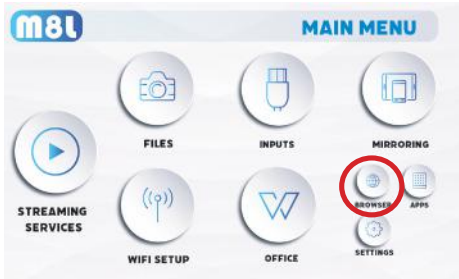 M8L
MAIN MENU
FILES
INPUTS
MIRRORING
BROWSER
APPS
STREAMING
SERVICES
WIFI SETUP
OFFICE
SETTINGS